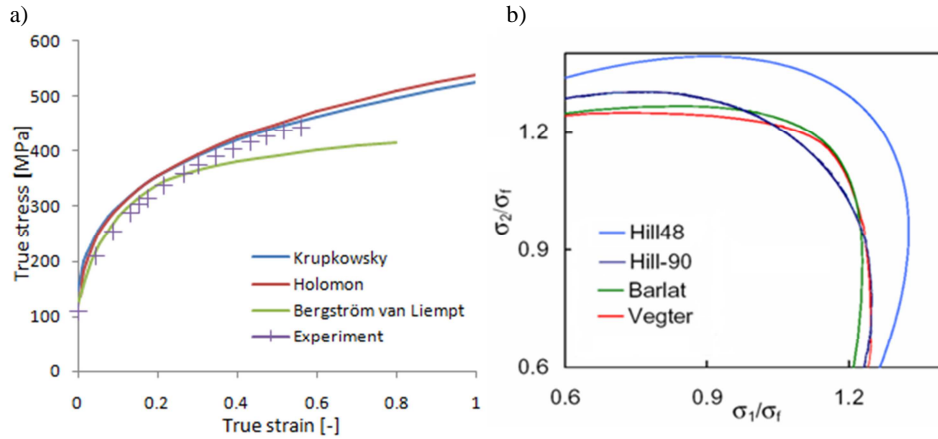 a)
600
500
400
300
200
100
0
True stress [MPa]
0
0.2
0.4
0.6
0.8
1
True strain [-]
Krupkowsky
Holomon
Bergström van Liempt
Experiment
b)
1.2
0.9
0.6
σ2/σf
0.6
0.9
1.2
σ1/σf
Hill48
Hill-90
Barlat
Vegter